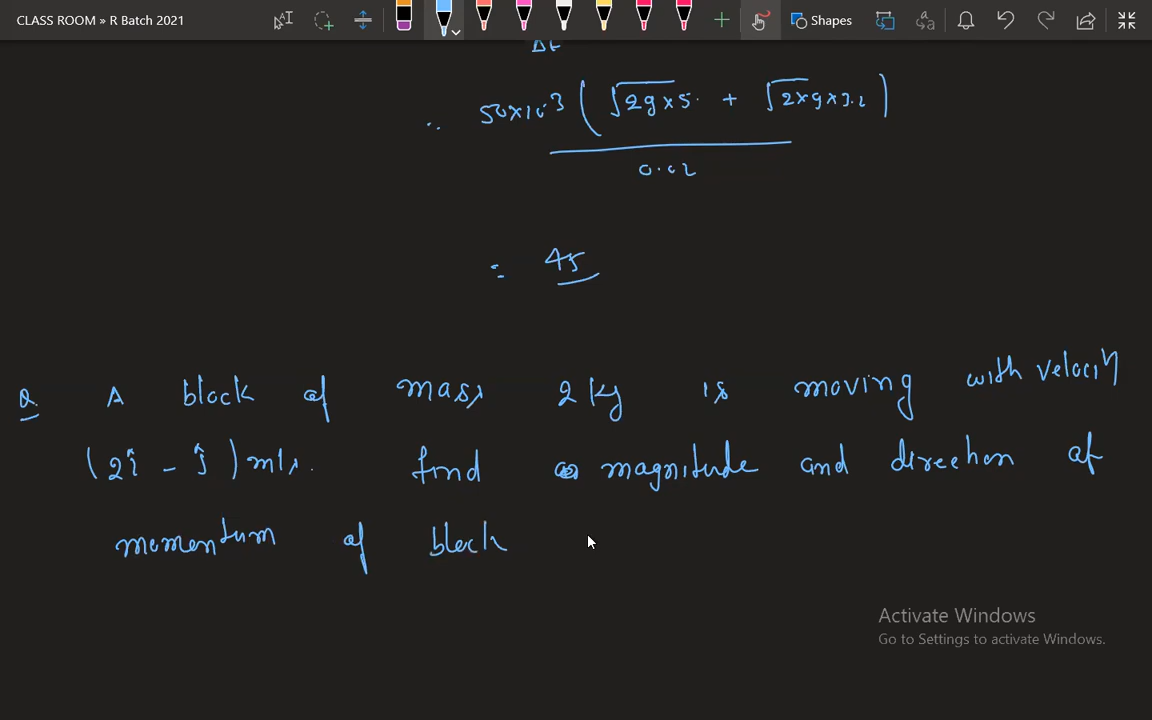 CLASS ROOM » R Batch 2021
Shapes
Δt
∴ 50×10³ (√2g×5 + √2×g×3.2)
0.02
= 45
Q. A block of mass 2 kg is moving with velocity
(2î - ĵ) m/s. find magnitude and direction of
momentum of block
Activate Windows
Go to Settings to activate Windows.